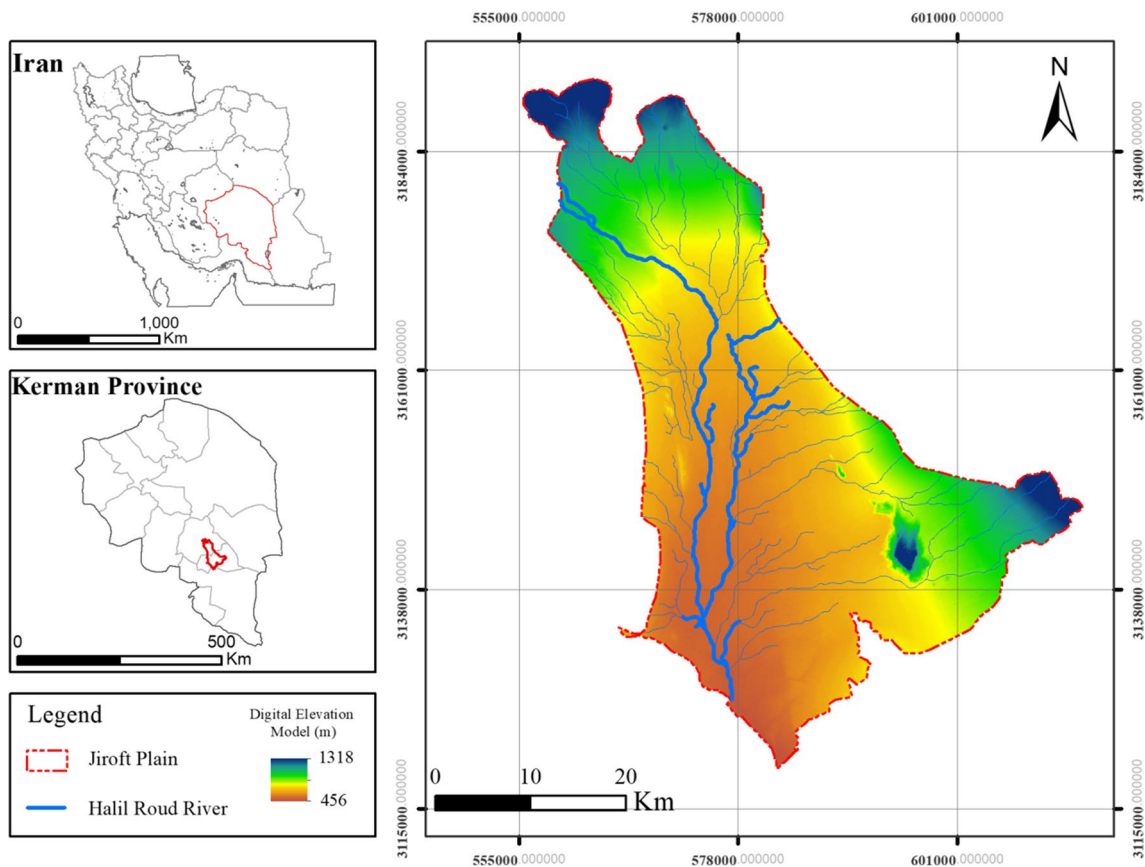 Iran
0 1,000
Km
Kerman Province
0 500
Km
Legend
Jiroft Plain
Halil Roud River
Digital Elevation
Model (m)
1318
456
555000.000000 578000.000000 601000.000000
N
3184000.000000 3184000.000000
3161000.000000 3161000.000000
3138000.000000 3138000.000000
3115000.000000 3115000.000000
0 10 20
Km
555000.000000 578000.000000 601000.000000